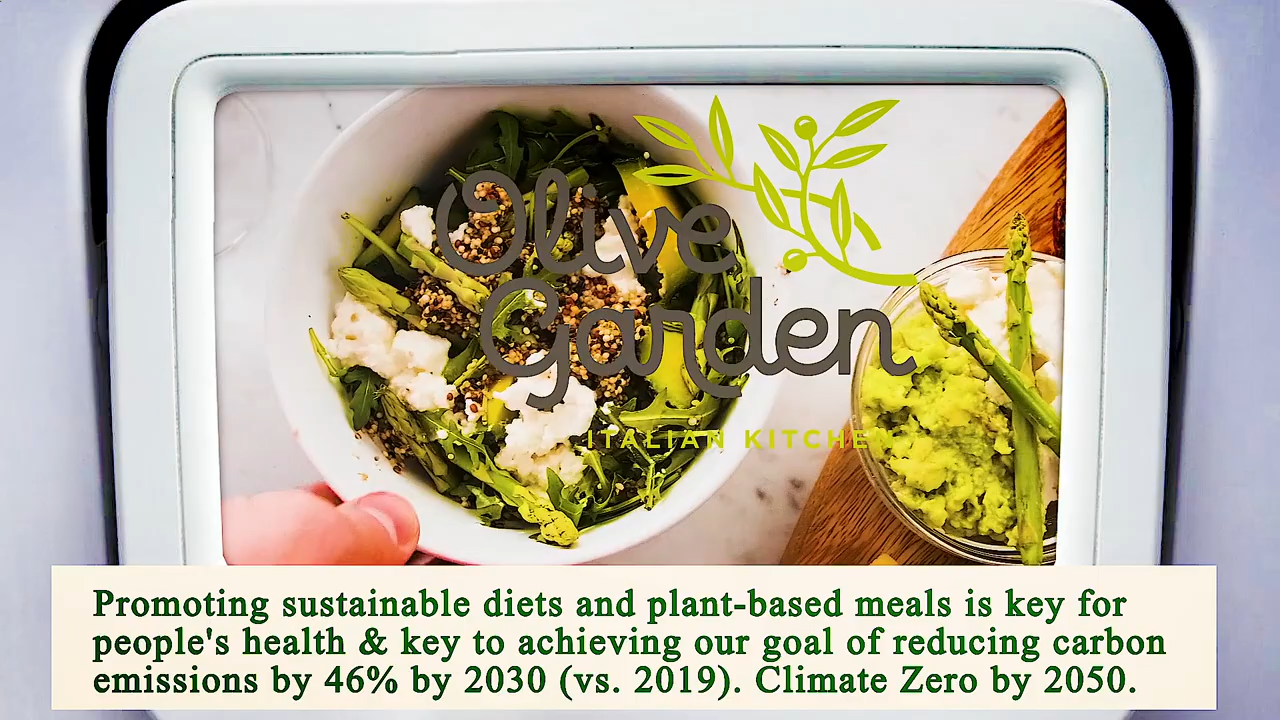 Olive
Garden
ITALIAN KITCHEN
Promoting sustainable diets and plant-based meals is key for
people's health & key to achieving our goal of reducing carbon
emissions by 46% by 2030 (vs. 2019). Climate Zero by 2050.